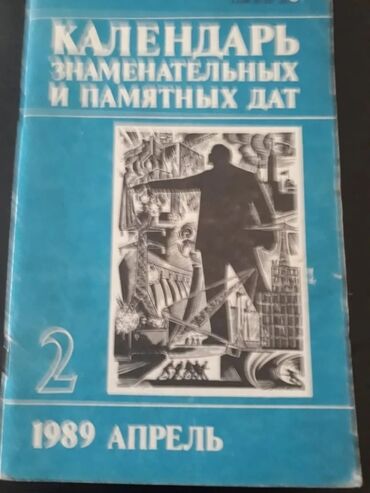 КАЛЕНДАРЬ
ЗНАМЕНАТЕЛЬНЫХ
И ПАМЯТНЫХ ДАТ
2
1989 АПРЕЛЬ